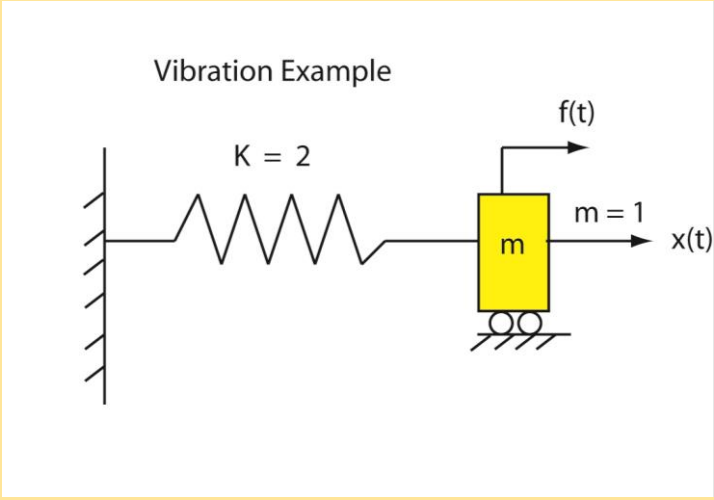 Vibration Example
f(t)
K = 2
m = 1
m
x(t)